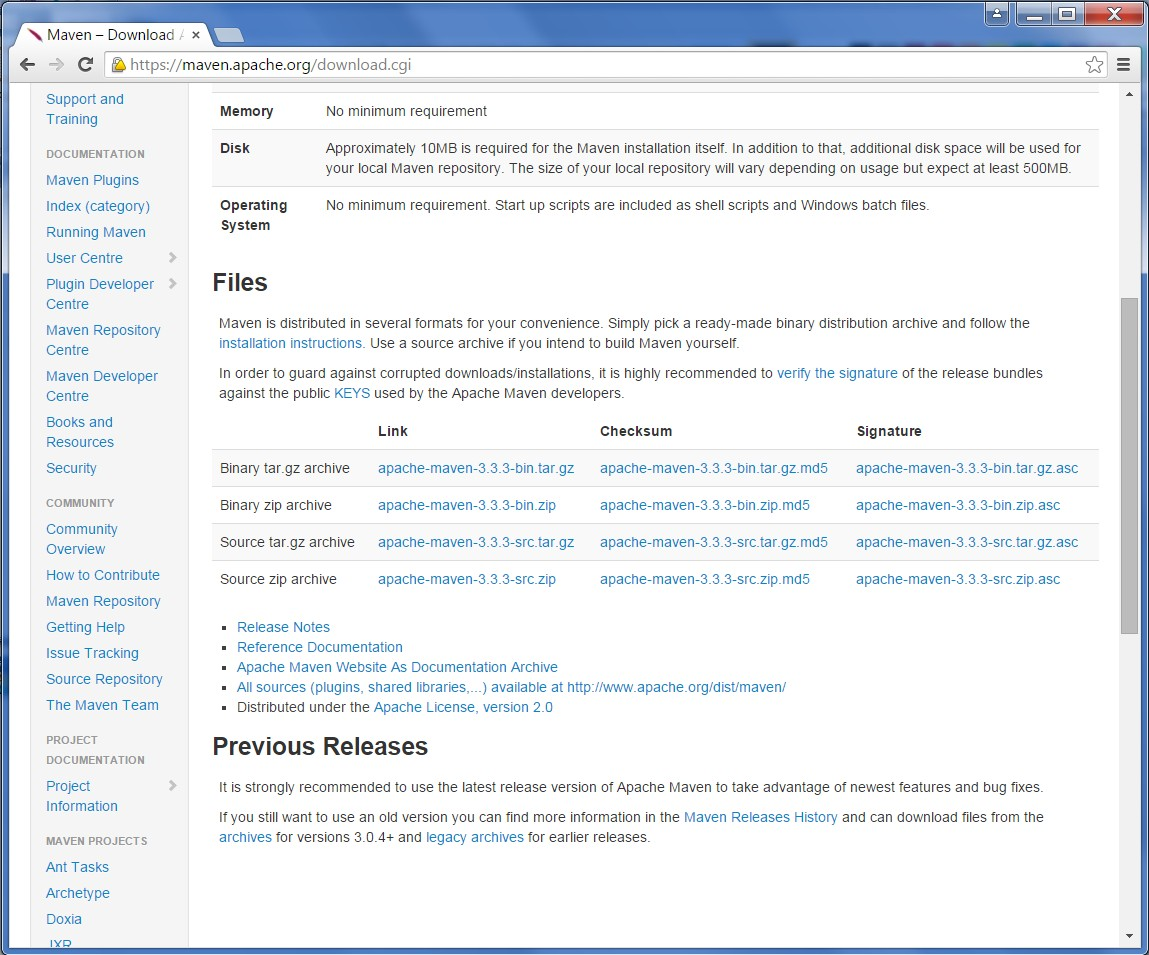 Maven – Download A
https://maven.apache.org/download.cgi
Support and
Training
DOCUMENTATION
Maven Plugins
Index (category)
Running Maven
User Centre
Plugin Developer
Centre
Maven Repository
Centre
Maven Developer
Centre
Books and
Resources
Security
COMMUNITY
Community
Overview
How to Contribute
Maven Repository
Getting Help
Issue Tracking
Source Repository
The Maven Team
PROJECT
DOCUMENTATION
Project
Information
MAVEN PROJECTS
Ant Tasks
Archetype
Doxia
JXR
Memory No minimum requirement
Disk Approximately 10MB is required for the Maven installation itself. In addition to that, additional disk space will be used for
your local Maven repository. The size of your local repository will vary depending on usage but expect at least 500MB.
Operating No minimum requirement. Start up scripts are included as shell scripts and Windows batch files.
System
Files
Maven is distributed in several formats for your convenience. Simply pick a ready-made binary distribution archive and follow the
installation instructions. Use a source archive if you intend to build Maven yourself.
In order to guard against corrupted downloads/installations, it is highly recommended to verify the signature of the release bundles
against the public KEYS used by the Apache Maven developers.
Link Checksum Signature
Binary tar.gz archive apache-maven-3.3.3-bin.tar.gz apache-maven-3.3.3-bin.tar.gz.md5 apache-maven-3.3.3-bin.tar.gz.asc
Binary zip archive apache-maven-3.3.3-bin.zip apache-maven-3.3.3-bin.zip.md5 apache-maven-3.3.3-bin.zip.asc
Source tar.gz archive apache-maven-3.3.3-src.tar.gz apache-maven-3.3.3-src.tar.gz.md5 apache-maven-3.3.3-src.tar.gz.asc
Source zip archive apache-maven-3.3.3-src.zip apache-maven-3.3.3-src.zip.md5 apache-maven-3.3.3-src.zip.asc
Release Notes
Reference Documentation
Apache Maven Website As Documentation Archive
All sources (plugins, shared libraries,...) available at http://www.apache.org/dist/maven/
Distributed under the Apache License, version 2.0
Previous Releases
It is strongly recommended to use the latest release version of Apache Maven to take advantage of newest features and bug fixes.
If you still want to use an old version you can find more information in the Maven Releases History and can download files from the
archives for versions 3.0.4+ and legacy archives for earlier releases.